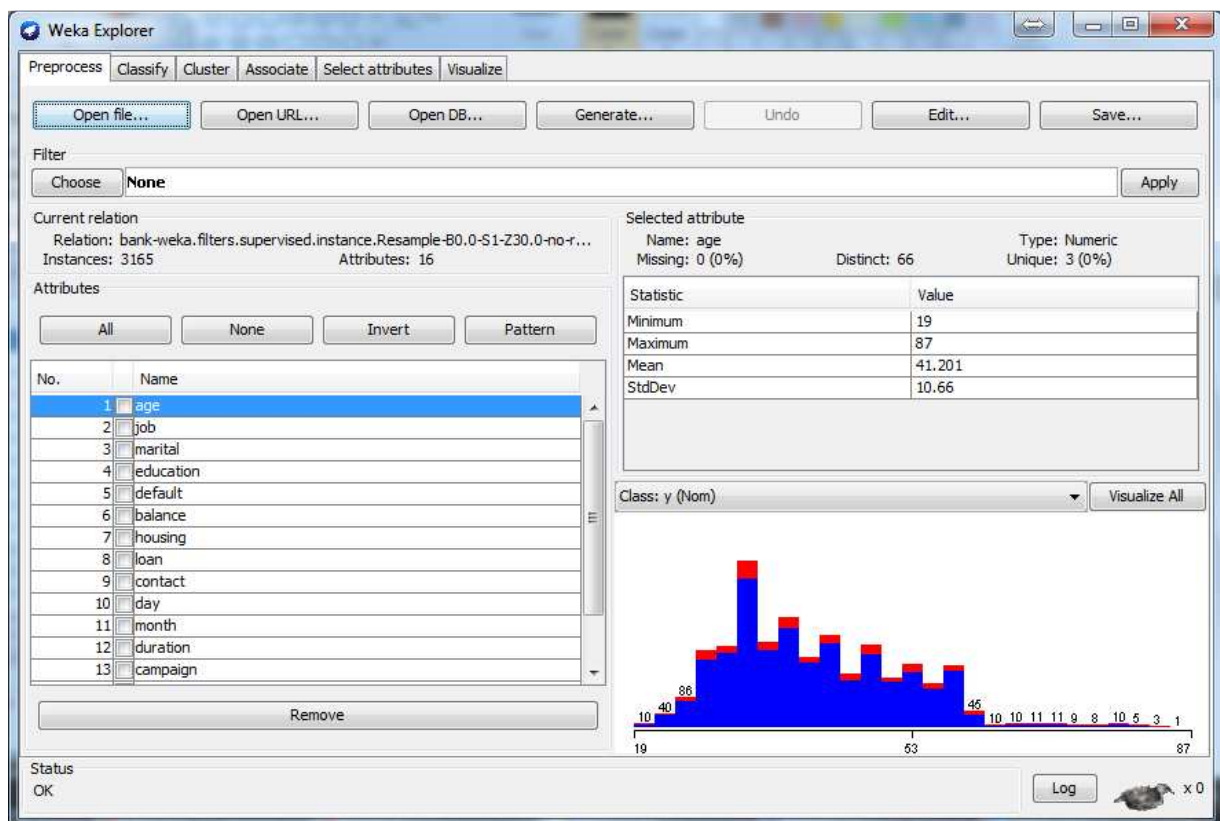 Weka Explorer
Preprocess Classify Cluster Associate Select attributes Visualize
Open file... Open URL... Open DB... Generate... Undo Edit... Save...
Filter
Choose None Apply
Current relation
Relation: bank-weka.filters.supervised.instance.Resample-B0.0-S1-Z30.0-no-r...
Instances: 3165 Attributes: 16
Attributes
All None Invert Pattern
No. Name
1 age
2 job
3 marital
4 education
5 default
6 balance
7 housing
8 loan
9 contact
10 day
11 month
12 duration
13 campaign
Remove
Selected attribute
Name: age Type: Numeric
Missing: 0 (0%) Distinct: 66 Unique: 3 (0%)
Statistic Value
Minimum 19
Maximum 87
Mean 41.201
StdDev 10.66
Class: y (Nom) Visualize All
10 40 86 45 10 10 11 11 9 8 10 5 3 1
19 53 87
Status
OK
Log x 0